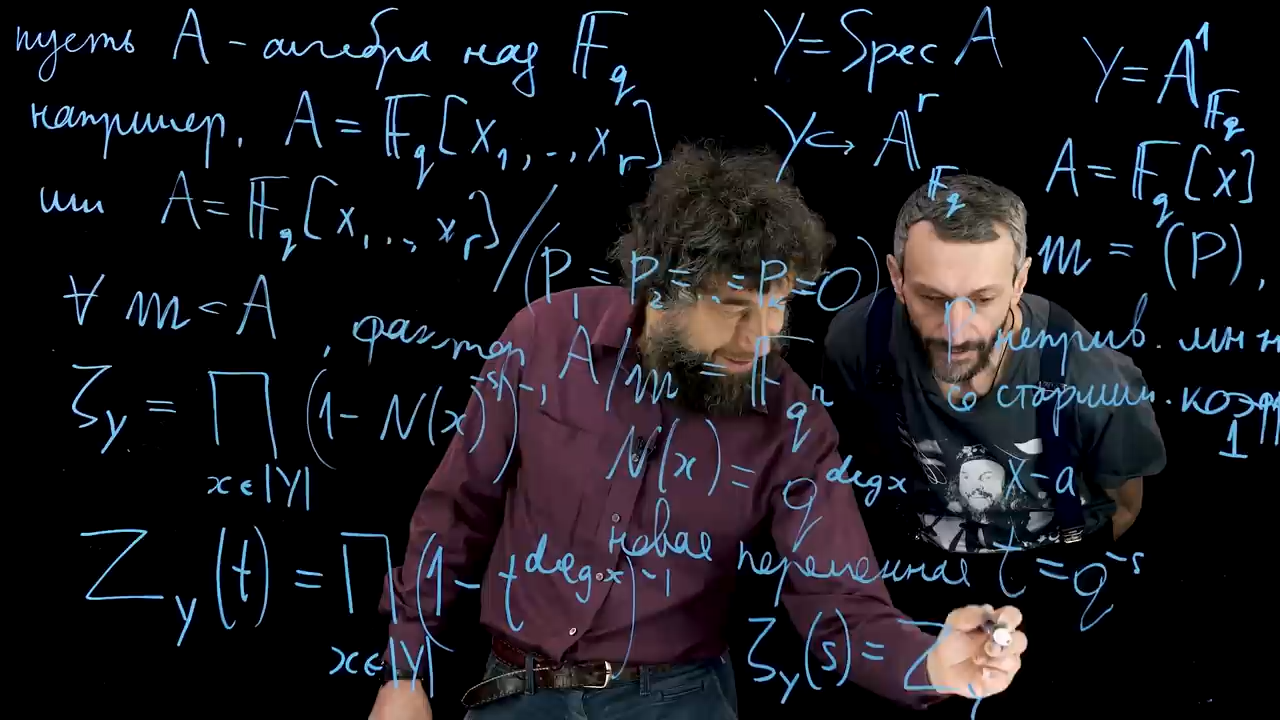 пусть A - алгебра над F_q
например, A = F_q[x_1,..,x_r]
или A = F_q[x_1,..,x_r]/(P_1=P_2=..=P_k=0)
∀ m ⊂ A, фактор A/m = F_{q^n}
ζ_Y = ∏_{x∈|Y|} (1-N(x)^{-s})^{-1}
N(x) = q^{deg x}
новая переменная t = q^{-s}
Z_Y(t) = ∏_{x∈|Y|} (1-t^{deg x})^{-1}
ζ_Y(s) = Z_Y
Y = Spec A
Y ↪ A^r_{F_q}
Y = A^1_{F_q}
A = F_q[x]
m = (P),
P неприв. мн-н
со старшим. коэфф
1
X-a